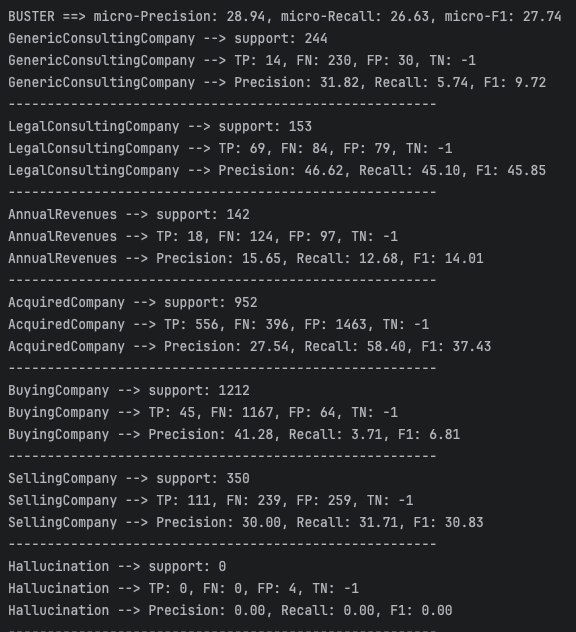 BUSTER ==> micro-Precision: 28.94, micro-Recall: 26.63, micro-F1: 27.74
GenericConsultingCompany --> support: 244
GenericConsultingCompany --> TP: 14, FN: 230, FP: 30, TN: -1
GenericConsultingCompany --> Precision: 31.82, Recall: 5.74, F1: 9.72
-------------------------------------------------------
LegalConsultingCompany --> support: 153
LegalConsultingCompany --> TP: 69, FN: 84, FP: 79, TN: -1
LegalConsultingCompany --> Precision: 46.62, Recall: 45.10, F1: 45.85
-------------------------------------------------------
AnnualRevenues --> support: 142
AnnualRevenues --> TP: 18, FN: 124, FP: 97, TN: -1
AnnualRevenues --> Precision: 15.65, Recall: 12.68, F1: 14.01
-------------------------------------------------------
AcquiredCompany --> support: 952
AcquiredCompany --> TP: 556, FN: 396, FP: 1463, TN: -1
AcquiredCompany --> Precision: 27.54, Recall: 58.40, F1: 37.43
-------------------------------------------------------
BuyingCompany --> support: 1212
BuyingCompany --> TP: 45, FN: 1167, FP: 64, TN: -1
BuyingCompany --> Precision: 41.28, Recall: 3.71, F1: 6.81
-------------------------------------------------------
SellingCompany --> support: 350
SellingCompany --> TP: 111, FN: 239, FP: 259, TN: -1
SellingCompany --> Precision: 30.00, Recall: 31.71, F1: 30.83
-------------------------------------------------------
Hallucination --> support: 0
Hallucination --> TP: 0, FN: 0, FP: 4, TN: -1
Hallucination --> Precision: 0.00, Recall: 0.00, F1: 0.00
-------------------------------------------------------